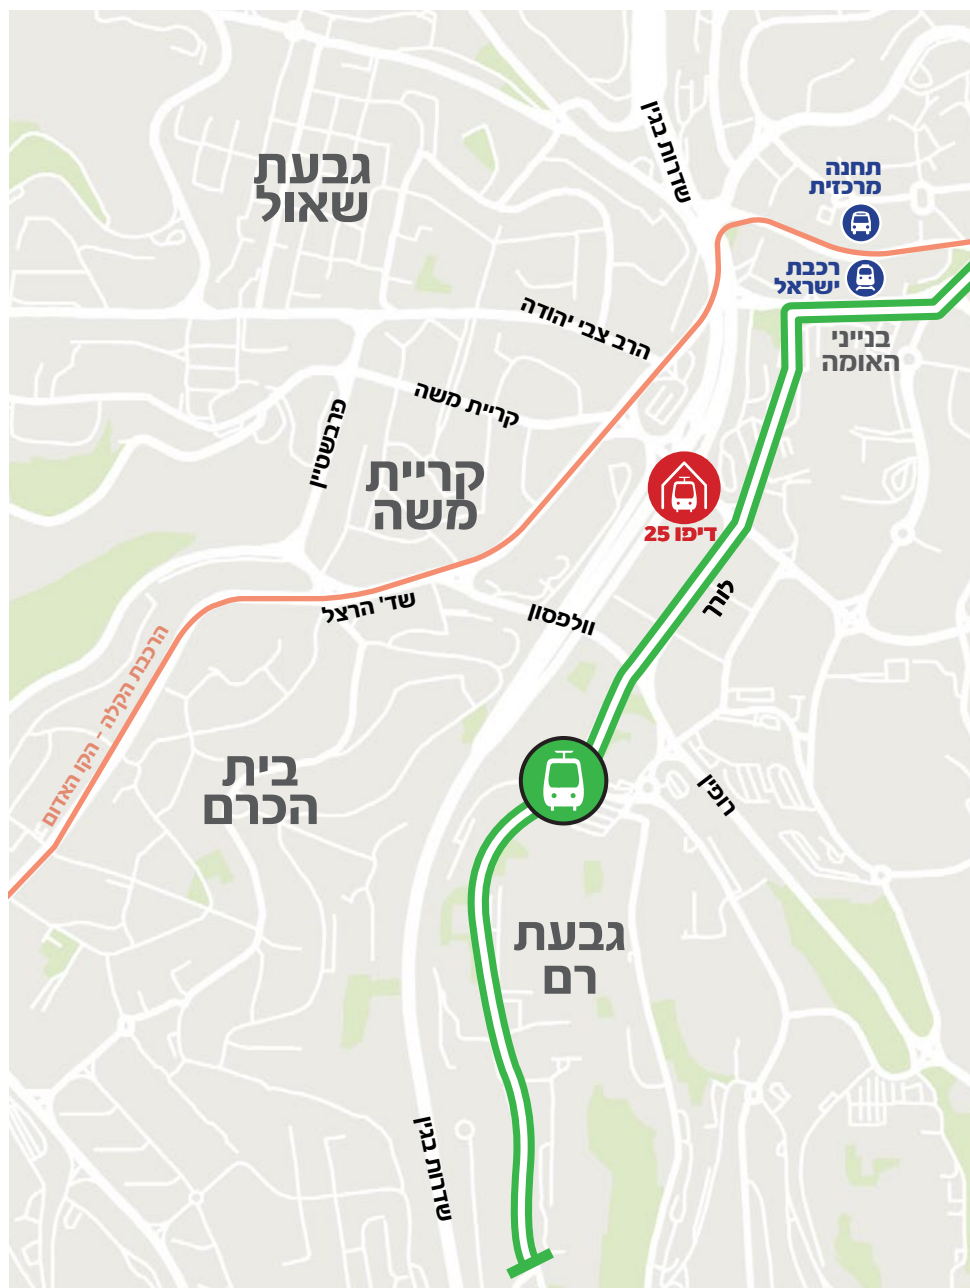 שדרות בגין
גבעת
שאול
תחנה
מרכזית
רכבת
ישראל
הרב צבי יהודה
בנייני
האומה
קריית משה
פרבשטיין
קריית
משה
דיפו 25
שד' הרצל
וולפסון
לורך
הרכבת הקלה - הקו האדום
בית
הכרם
רופין
גבעת
רם
שדרות בגין